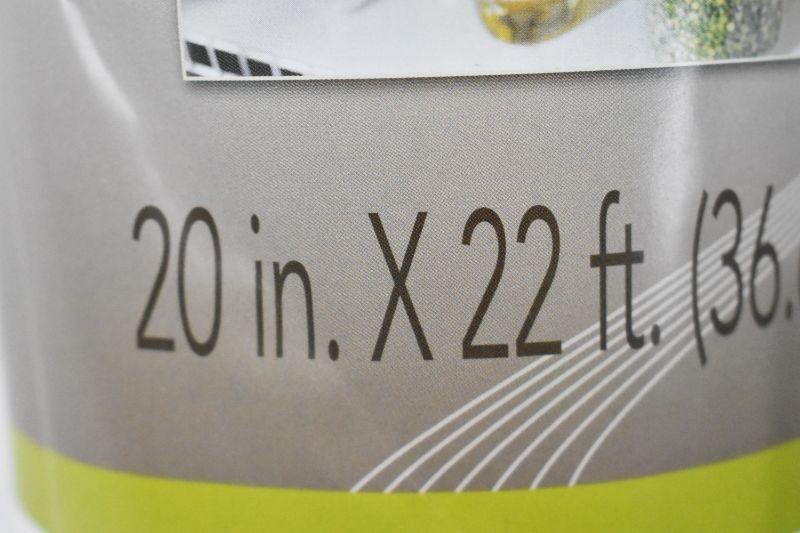 20 in. X 22 ft. (36.